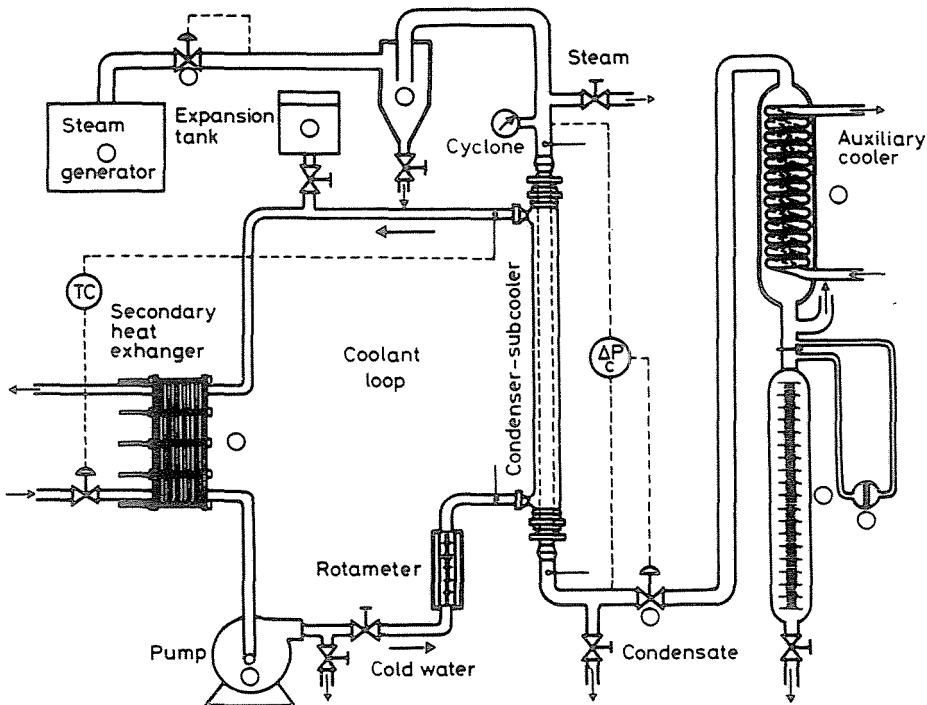 Steam
Expansion
tank
Steam
generator
Cyclone
Auxiliary
cooler
TC
Secondary
heat
exhanger
Coolant
loop
Condenser-subcooler
ΔP
c
Rotameter
Pump
Cold water
Condensate